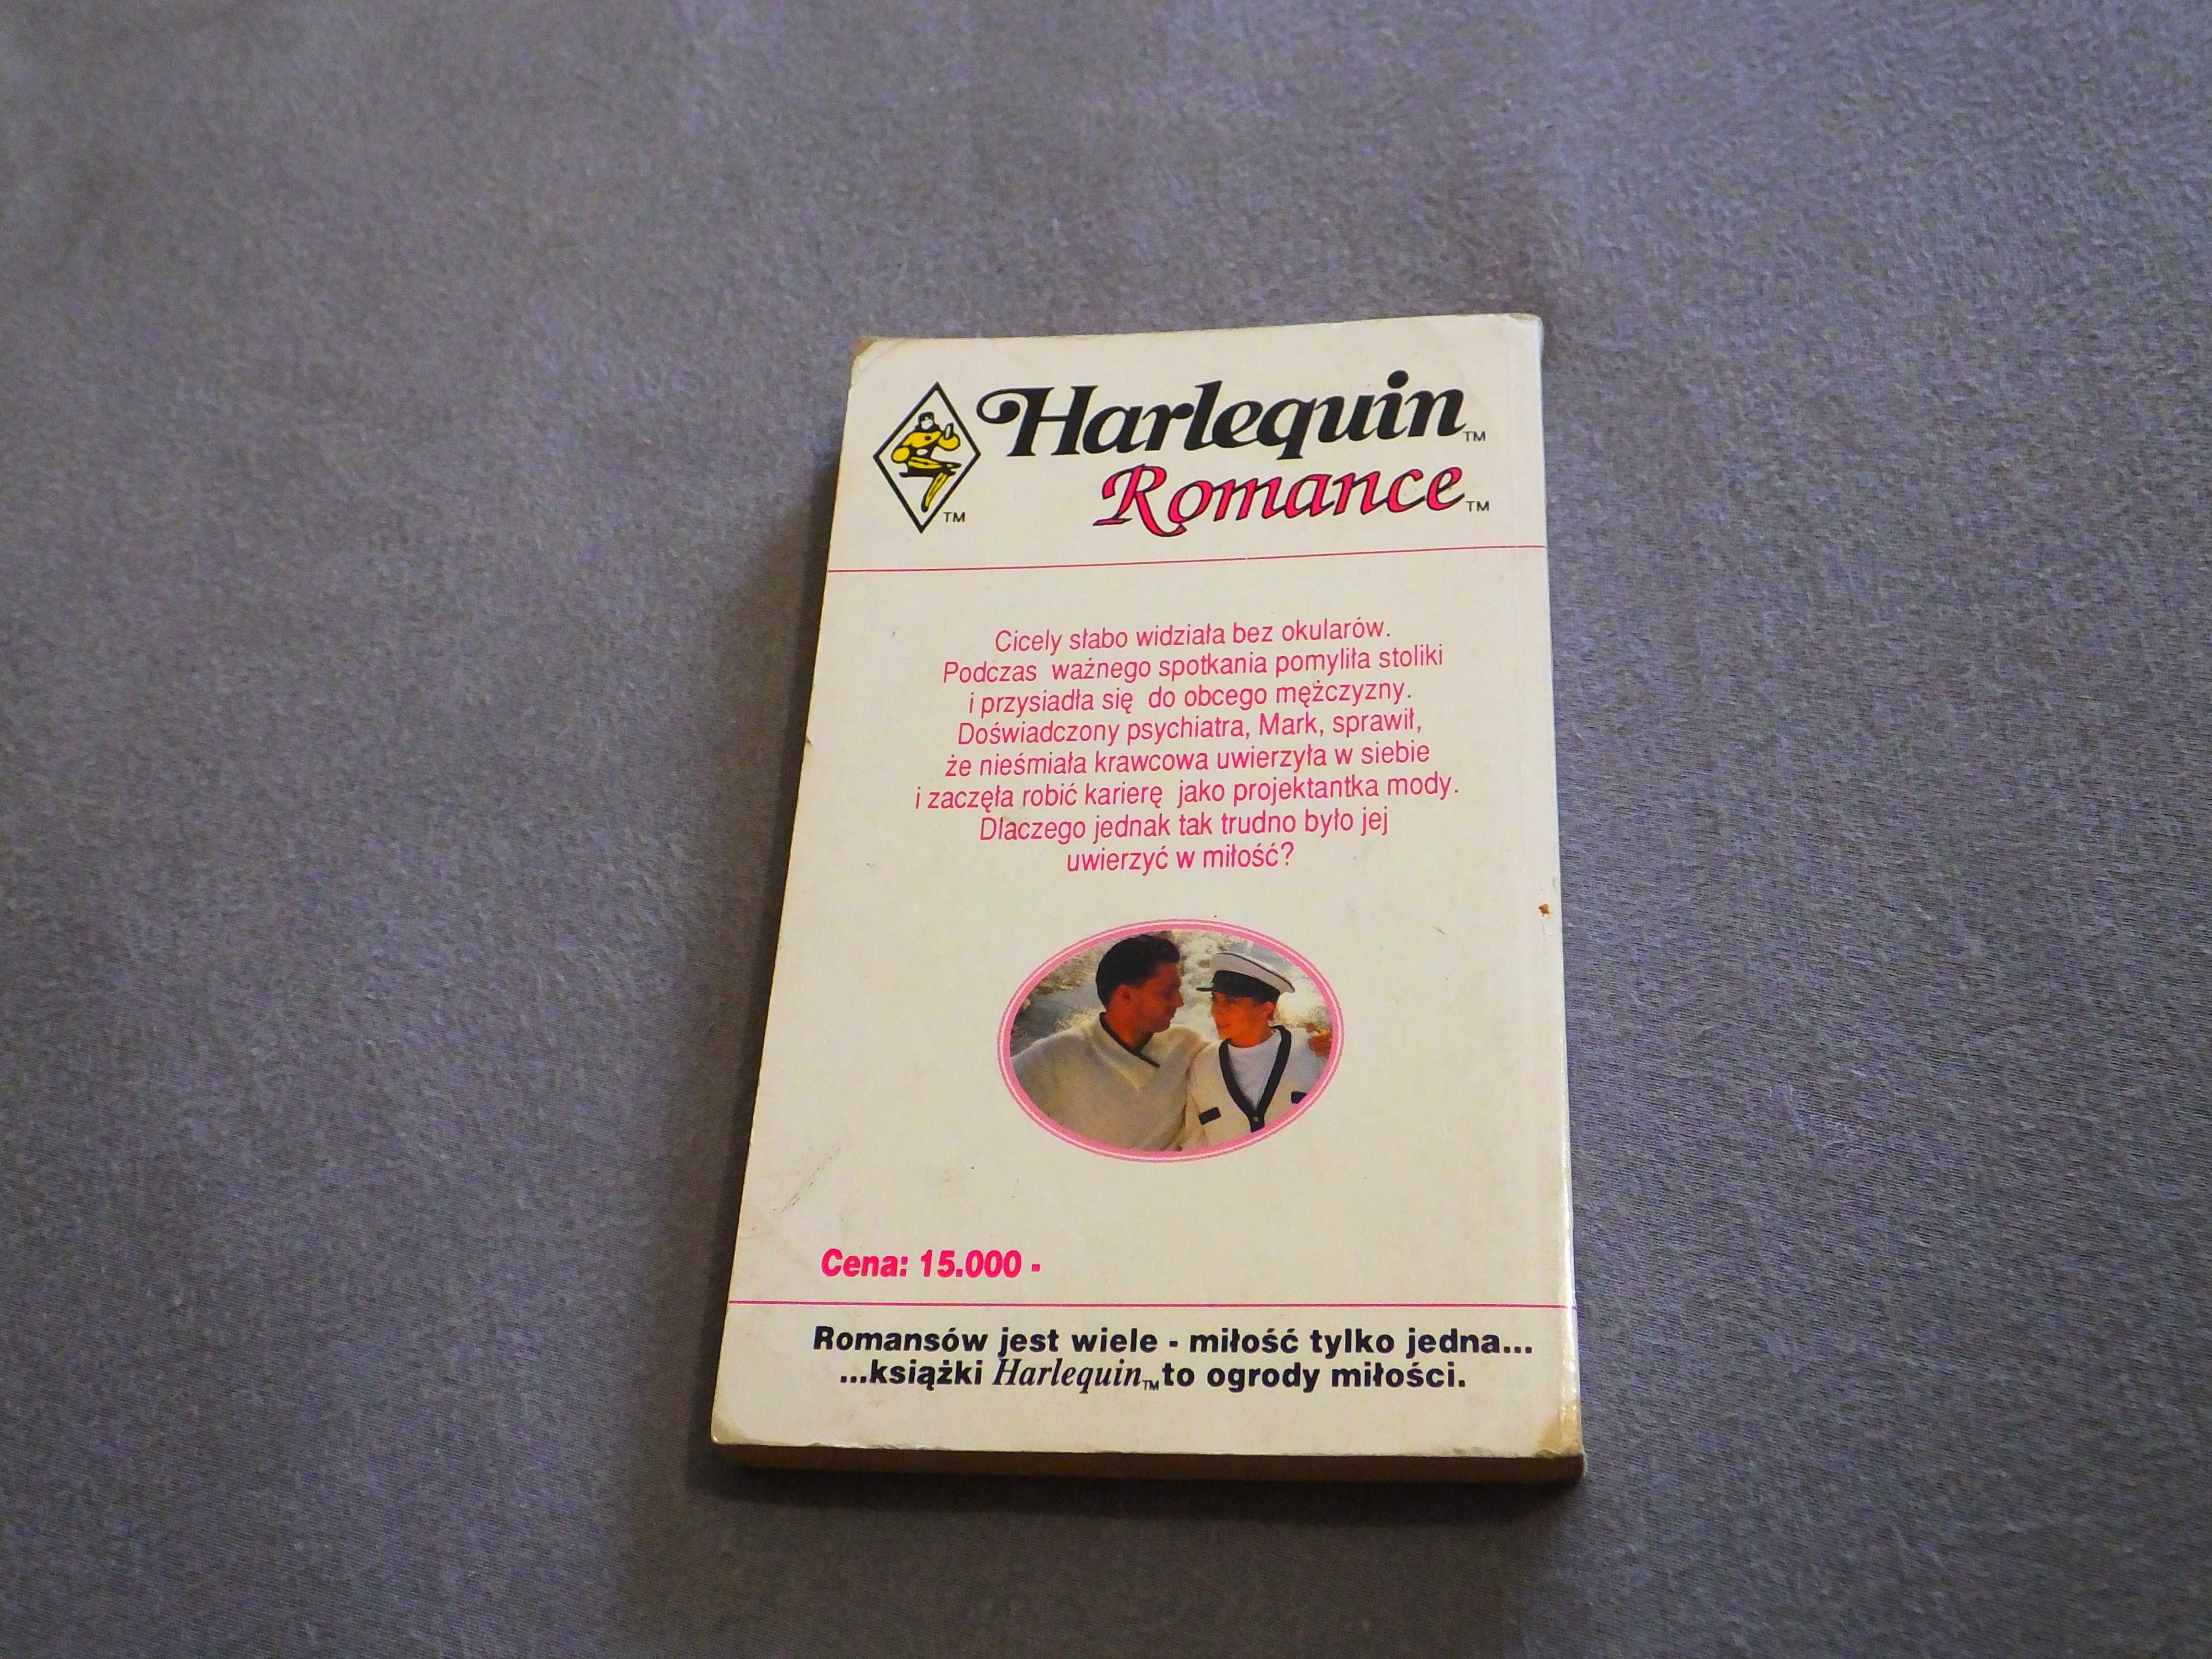 Harlequin™
Romance™
TM
Cicely słabo widziała bez okularów.
Podczas ważnego spotkania pomyliła stoliki
i przysiadła się do obcego mężczyzny.
Doświadczony psychiatra, Mark, sprawił,
że nieśmiała krawcowa uwierzyła w siebie
i zaczęła robić karierę jako projektantka mody.
Dlaczego jednak tak trudno było jej
uwierzyć w miłość?
Cena: 15.000 -
Romansów jest wiele - miłość tylko jedna...
...książki Harlequin™ to ogrody miłości.